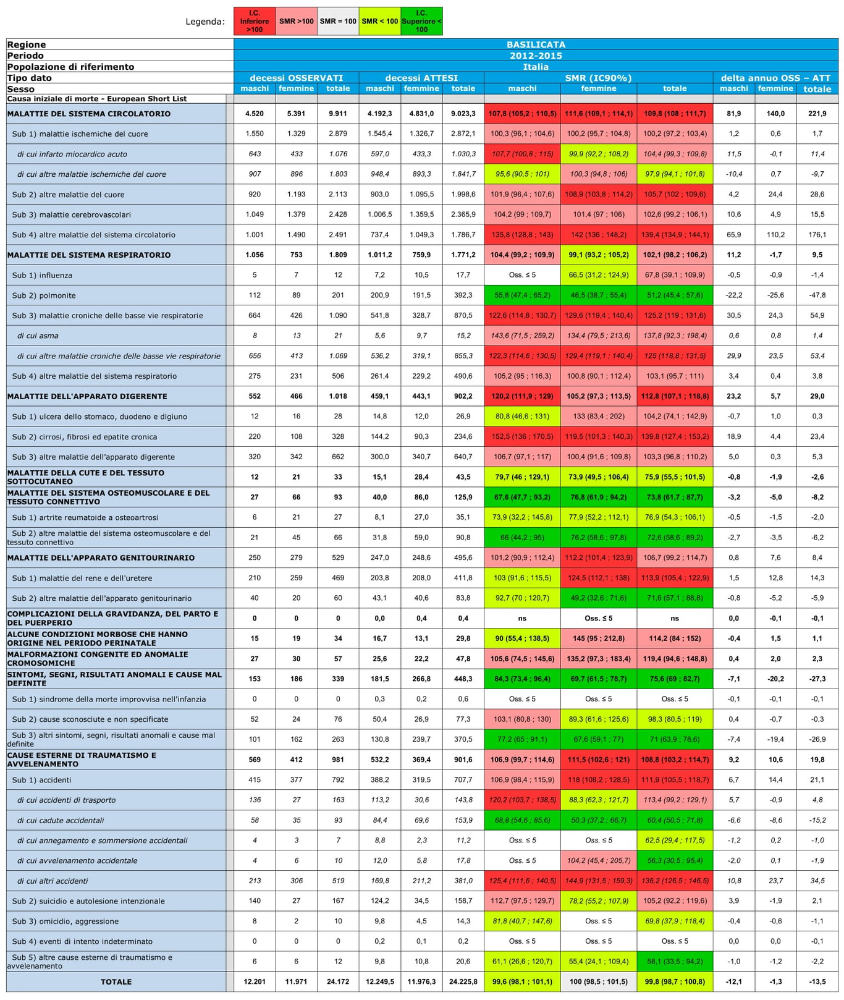 Legenda: I.C. Inferiore >100 SMR >100 SMR = 100 SMR < 100 I.C. Superiore < 100
Regione BASILICATA
Periodo 2012-2015
Popolazione di riferimento Italia
Tipo dato decessi OSSERVATI decessi ATTESI SMR (IC90%) delta annuo OSS – ATT
Sesso maschi femmine totale maschi femmine totale maschi femmine totale maschi femmine totale
Causa iniziale di morte - European Short List
MALATTIE DEL SISTEMA CIRCOLATORIO 4.520 5.391 9.911 4.192,3 4.831,0 9.023,3 107,8 (105,2 ; 110,5) 111,6 (109,1 ; 114,1) 109,8 (108 ; 111,7) 81,9 140,0 221,9
Sub 1) malattie ischemiche del cuore 1.550 1.329 2.879 1.545,4 1.326,7 2.872,1 100,3 (96,1 ; 104,6) 100,2 (95,7 ; 104,8) 100,2 (97,2 ; 103,4) 1,2 0,6 1,7
di cui infarto miocardico acuto 643 433 1.076 597,0 433,3 1.030,3 107,7 (100,8 ; 115) 99,9 (92,2 ; 108,2) 104,4 (99,3 ; 109,8) 11,5 -0,1 11,4
di cui altre malattie ischemiche del cuore 907 896 1.803 948,4 893,3 1.841,7 95,6 (90,5 ; 101) 100,3 (94,8 ; 106) 97,9 (94,1 ; 101,8) -10,4 0,7 -9,7
Sub 2) altre malattie del cuore 920 1.193 2.113 903,0 1.095,5 1.998,6 101,9 (96,4 ; 107,6) 108,9 (103,8 ; 114,2) 105,7 (102 ; 109,6) 4,2 24,4 28,6
Sub 3) malattie cerebrovascolari 1.049 1.379 2.428 1.006,5 1.359,5 2.365,9 104,2 (99 ; 109,7) 101,4 (97 ; 106) 102,6 (99,2 ; 106,1) 10,6 4,9 15,5
Sub 4) altre malattie del sistema circolatorio 1.001 1.490 2.491 737,4 1.049,3 1.786,7 135,8 (128,8 ; 143) 142 (136 ; 148,2) 139,4 (134,9 ; 144,1) 65,9 110,2 176,1
MALATTIE DEL SISTEMA RESPIRATORIO 1.056 753 1.809 1.011,2 759,9 1.771,2 104,4 (99,2 ; 109,9) 99,1 (93,2 ; 105,2) 102,1 (98,2 ; 106,2) 11,2 -1,7 9,5
Sub 1) influenza 5 7 12 7,2 10,5 17,7 Oss. ≤ 5 66,5 (31,2 ; 124,9) 67,8 (39,1 ; 109,9) -0,5 -0,9 -1,4
Sub 2) polmonite 112 89 201 200,9 191,5 392,3 55,8 (47,4 ; 65,2) 46,5 (38,7 ; 55,4) 51,2 (45,4 ; 57,6) -22,2 -25,6 -47,8
Sub 3) malattie croniche delle basse vie respiratorie 664 426 1.090 541,8 328,7 870,5 122,6 (114,8 ; 130,7) 129,6 (119,4 ; 140,4) 125,2 (119 ; 131,6) 30,5 24,3 54,9
di cui asma 8 13 21 5,6 9,7 15,2 143,6 (71,5 ; 259,2) 134,4 (79,5 ; 213,6) 137,8 (92,3 ; 198,4) 0,6 0,8 1,4
di cui altre malattie croniche delle basse vie respiratorie 656 413 1.069 536,2 319,1 855,3 122,3 (114,6 ; 130,5) 129,4 (119,1 ; 140,4) 125 (118,8 ; 131,5) 29,9 23,5 53,4
Sub 4) altre malattie del sistema respiratorio 275 231 506 261,4 229,2 490,6 105,2 (95 ; 116,3) 100,8 (90,1 ; 112,4) 103,1 (95,7 ; 111) 3,4 0,4 3,8
MALATTIE DELL'APPARATO DIGERENTE 552 466 1.018 459,1 443,1 902,2 120,2 (111,9 ; 129) 105,2 (97,3 ; 113,5) 112,8 (107,1 ; 118,8) 23,2 5,7 29,0
Sub 1) ulcera dello stomaco, duodeno e digiuno 12 16 28 14,8 12,0 26,9 80,8 (46,6 ; 131) 133 (83,4 ; 202) 104,2 (74,1 ; 142,9) -0,7 1,0 0,3
Sub 2) cirrosi, fibrosi ed epatite cronica 220 108 328 144,2 90,3 234,6 152,5 (136 ; 170,5) 119,5 (101,3 ; 140,3) 139,8 (127,4 ; 153,2) 18,9 4,4 23,4
Sub 3) altre malattie dell'apparato digerente 320 342 662 300,0 340,7 640,7 106,7 (97,1 ; 117) 100,4 (91,6 ; 109,8) 103,3 (96,8 ; 110,2) 5,0 0,3 5,3
MALATTIE DELLA CUTE E DEL TESSUTO
SOTTOCUTANEO 12 21 33 15,1 28,4 43,5 79,7 (46 ; 129,1) 73,9 (49,5 ; 106,4) 75,9 (55,5 ; 101,5) -0,8 -1,9 -2,6
MALATTIE DEL SISTEMA OSTEOMUSCOLARE E DEL
TESSUTO CONNETTIVO 27 66 93 40,0 86,0 125,9 67,6 (47,7 ; 93,2) 76,8 (61,9 ; 94,2) 73,8 (61,7 ; 87,7) -3,2 -5,0 -8,2
Sub 1) artrite reumatoide a osteoartrosi 6 21 27 8,1 27,0 35,1 73,9 (32,2 ; 145,8) 77,9 (52,2 ; 112,1) 76,9 (54,3 ; 106,1) -0,5 -1,5 -2,0
Sub 2) altre malattie del sistema osteomuscolare e del
tessuto connettivo 21 45 66 31,8 59,0 90,8 66 (44,2 ; 95) 76,2 (58,6 ; 97,8) 72,6 (58,6 ; 89,2) -2,7 -3,5 -6,2
MALATTIE DELL'APPARATO GENITOURINARIO 250 279 529 247,0 248,6 495,6 101,2 (90,9 ; 112,4) 112,2 (101,4 ; 123,9) 106,7 (99,2 ; 114,7) 0,8 7,6 8,4
Sub 1) malattie del rene e dell'uretere 210 259 469 203,8 208,0 411,8 103 (91,6 ; 115,5) 124,5 (112,1 ; 138) 113,9 (105,4 ; 122,9) 1,5 12,8 14,3
Sub 2) altre malattie dell'apparato genitourinario 40 20 60 43,1 40,6 83,8 92,7 (70 ; 120,7) 49,2 (32,6 ; 71,6) 71,6 (57,1 ; 88,8) -0,8 -5,2 -5,9
COMPLICAZIONI DELLA GRAVIDANZA, DEL PARTO E
DEL PUERPERIO 0 0 0 0,0 0,4 0,4 ns Oss. ≤ 5 ns 0,0 -0,1 -0,1
ALCUNE CONDIZIONI MORBOSE CHE HANNO
ORIGINE NEL PERIODO PERINATALE 15 19 34 16,7 13,1 29,8 90 (55,4 ; 138,5) 145 (95 ; 212,8) 114,2 (84 ; 152) -0,4 1,5 1,1
MALFORMAZIONI CONGENITE ED ANOMALIE
CROMOSOMICHE 27 30 57 25,6 22,2 47,8 105,6 (74,5 ; 145,6) 135,2 (97,3 ; 183,4) 119,4 (94,6 ; 148,8) 0,4 2,0 2,3
SINTOMI, SEGNI, RISULTATI ANOMALI E CAUSE MAL
DEFINITE 153 186 339 181,5 266,8 448,3 84,3 (73,4 ; 96,4) 69,7 (61,5 ; 78,7) 75,6 (69 ; 82,7) -7,1 -20,2 -27,3
Sub 1) sindrome della morte improvvisa nell'infanzia 0 0 0 0,3 0,2 0,6 Oss. ≤ 5 Oss. ≤ 5 Oss. ≤ 5 -0,1 -0,1 -0,1
Sub 2) cause sconosciute e non specificate 52 24 76 50,4 26,9 77,3 103,1 (80,8 ; 130) 89,3 (61,6 ; 125,6) 98,3 (80,5 ; 119) 0,4 -0,7 -0,3
Sub 3) altri sintomi, segni, risultati anomali e cause mal
definite 101 162 263 130,8 239,7 370,5 77,2 (65 ; 91,1) 67,6 (59,1 ; 77) 71 (63,9 ; 78,6) -7,4 -19,4 -26,9
CAUSE ESTERNE DI TRAUMATISMO E
AVVELENAMENTO 569 412 981 532,2 369,4 901,6 106,9 (99,7 ; 114,6) 111,5 (102,6 ; 121) 108,8 (103,2 ; 114,7) 9,2 10,6 19,8
Sub 1) accidenti 415 377 792 388,2 319,5 707,7 106,9 (98,4 ; 115,9) 118 (108,2 ; 128,5) 111,9 (105,5 ; 118,7) 6,7 14,4 21,1
di cui accidenti di trasporto 136 27 163 113,2 30,6 143,8 120,2 (103,7 ; 138,5) 88,3 (62,3 ; 121,7) 113,4 (99,2 ; 129,1) 5,7 -0,9 4,8
di cui cadute accidentali 58 35 93 84,4 69,6 153,9 68,8 (54,6 ; 85,6) 50,3 (37,2 ; 66,7) 60,4 (50,5 ; 71,8) -6,6 -8,6 -15,2
di cui annegamento e sommersione accidentali 4 3 7 8,8 2,3 11,2 Oss. ≤ 5 Oss. ≤ 5 62,5 (29,4 ; 117,5) -1,2 0,2 -1,0
di cui avvelenamento accidentale 4 6 10 12,0 5,8 17,8 Oss. ≤ 5 104,2 (45,4 ; 205,7) 56,3 (30,5 ; 95,4) -2,0 0,1 -1,9
di cui altri accidenti 213 306 519 169,8 211,2 381,0 125,4 (111,6 ; 140,5) 144,9 (131,5 ; 159,3) 136,2 (126,5 ; 146,5) 10,8 23,7 34,5
Sub 2) suicidio e autolesione intenzionale 140 27 167 124,2 34,5 158,7 112,7 (97,5 ; 129,7) 78,2 (55,2 ; 107,9) 105,2 (92,2 ; 119,6) 3,9 -1,9 2,1
Sub 3) omicidio, aggressione 8 2 10 9,8 4,5 14,3 81,8 (40,7 ; 147,6) Oss. ≤ 5 69,8 (37,9 ; 118,4) -0,4 -0,6 -1,1
Sub 4) eventi di intento indeterminato 0 0 0 0,2 0,1 0,2 Oss. ≤ 5 Oss. ≤ 5 Oss. ≤ 5 0,0 0,0 -0,1
Sub 5) altre cause esterne di traumatismo e
avvelenamento 6 6 12 9,8 10,8 20,6 61,1 (26,6 ; 120,7) 55,4 (24,1 ; 109,4) 58,1 (33,5 ; 94,2) -1,0 -1,2 -2,2
TOTALE 12.201 11.971 24.172 12.249,5 11.976,3 24.225,8 99,6 (98,1 ; 101,1) 100 (98,5 ; 101,5) 99,8 (98,7 ; 100,8) -12,1 -1,3 -13,5